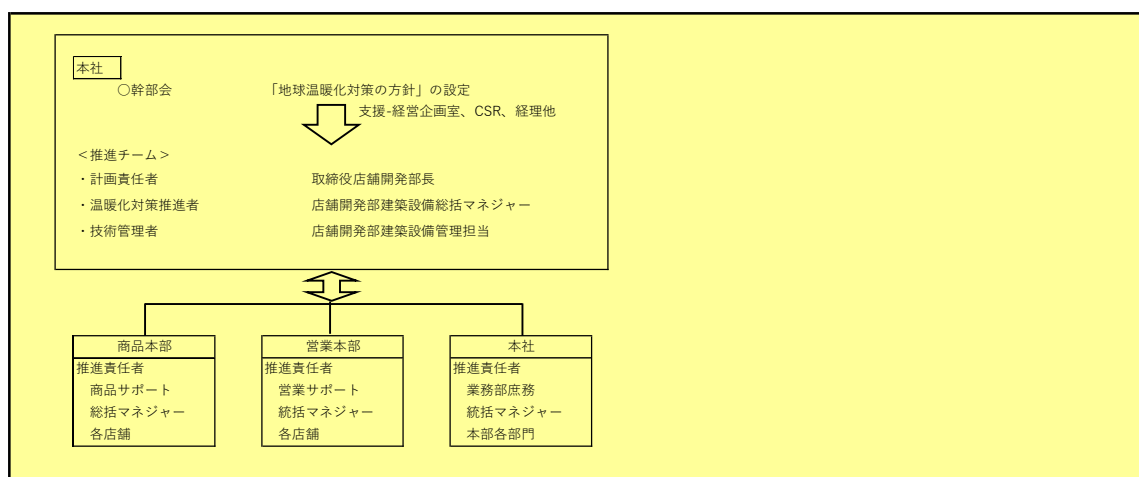 本社
○幹部会 「地球温暖化対策の方針」の設定
支援-経営企画室、CSR、経理他
＜推進チーム＞
・計画責任者 取締役店舗開発部長
・温暖化対策推進者 店舗開発部建築設備総括マネジャー
・技術管理者 店舗開発部建築設備管理担当
商品本部 営業本部 本社
推進責任者 推進責任者 推進責任者
商品サポート 営業サポート 業務部庶務
総括マネジャー 統括マネジャー 統括マネジャー
各店舗 各店舗 本部各部門